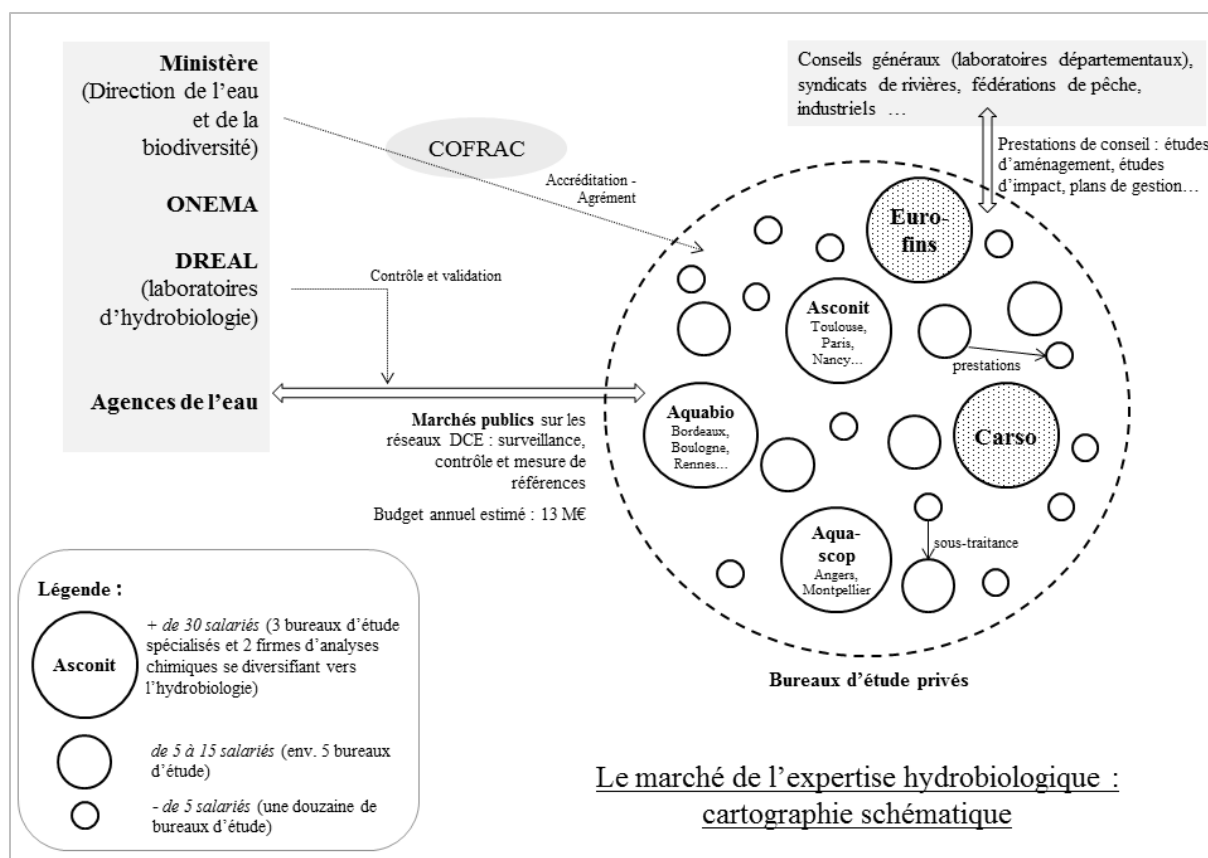 Ministère
(Direction de l’eau
et de la
biodiversité)
ONEMA
DREAL
(laboratoires
d’hydrobiologie)
Agences de l’eau
COFRAC
Accréditation -
Agrément
Contrôle et validation
Marchés publics sur les
réseaux DCE : surveillance,
contrôle et mesure de
références
Budget annuel estimé : 13 M€
Conseils généraux (laboratoires départementaux),
syndicats de rivières, fédérations de pêche,
industriels …
Prestations de conseil : études
d’aménagement, études
d’impact, plans de gestion…
Euro-
fins
Asconit
Toulouse,
Paris,
Nancy…
prestations
Aquabio
Bordeaux,
Boulogne,
Rennes…
Carso
Aqua-
scop
Angers,
Montpellier
sous-traitance
Bureaux d’étude privés
Légende :
Asconit
+ de 30 salariés (3 bureaux d’étude
spécialisés et 2 firmes d’analyses
chimiques se diversifiant vers
l’hydrobiologie)
de 5 à 15 salariés (env. 5 bureaux
d’étude)
- de 5 salariés (une douzaine de
bureaux d’étude)
Le marché de l’expertise hydrobiologique :
cartographie schématique